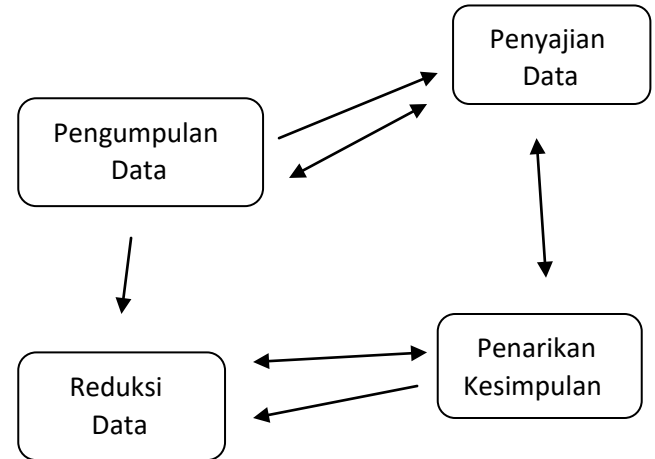 Penyajian
Data
Pengumpulan
Data
Penarikan
Kesimpulan
Reduksi
Data